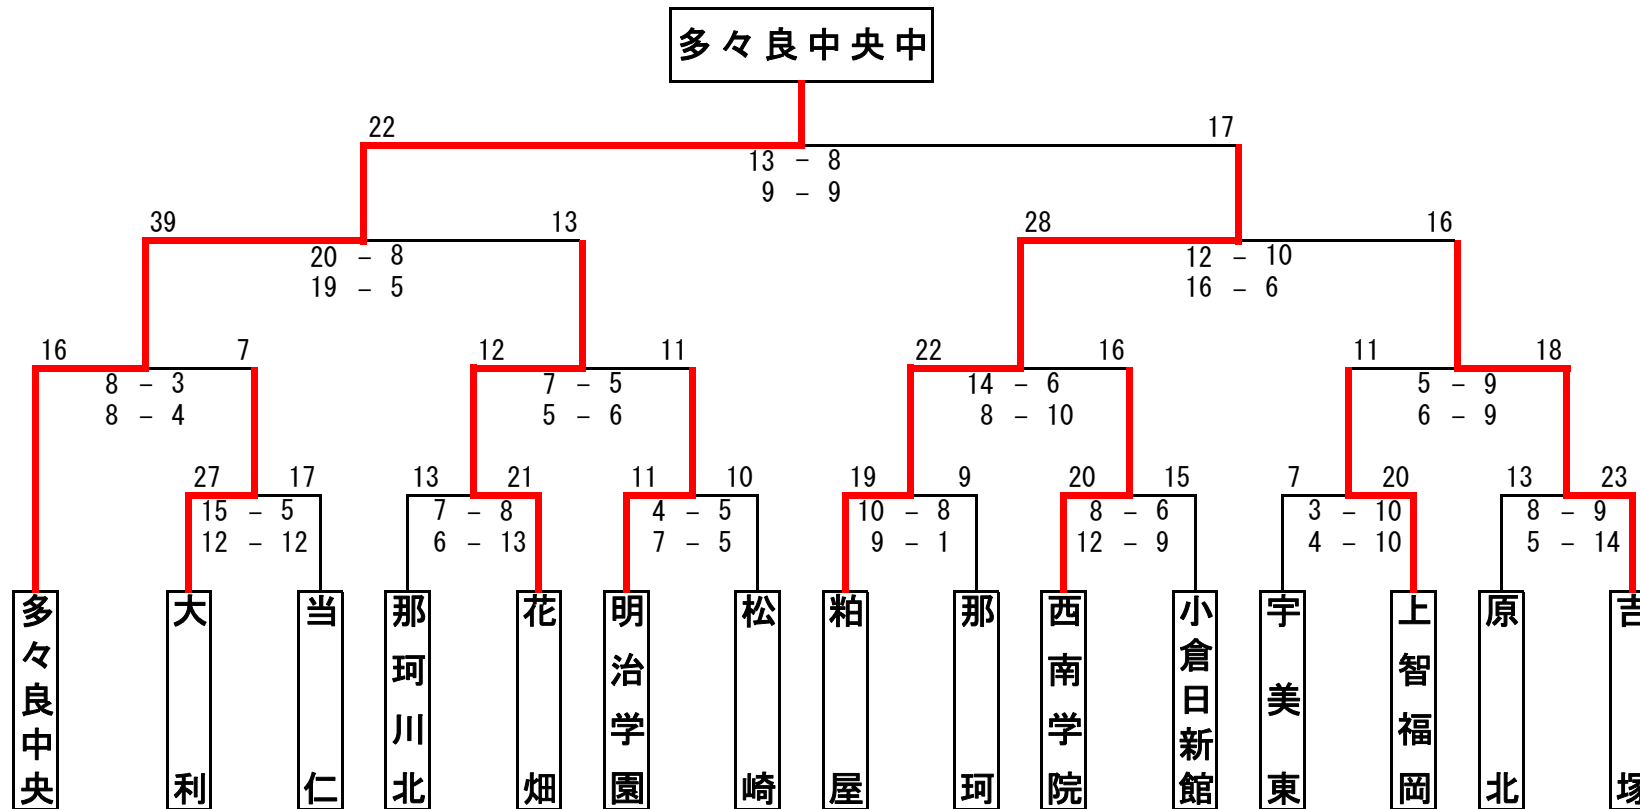 多々良中央中
22 17
13 - 8
9 - 9
39 13 28 16
20 - 8 12 - 10
19 - 5 16 - 6
16 7 12 11 22 16 11 18
8 - 3 7 - 5 14 - 6 5 - 9
8 - 4 5 - 6 8 - 10 6 - 9
27 17 13 21 11 10 19 9 20 15 7 20 13 23
15 - 5 7 - 8 4 - 5 10 - 8 8 - 6 3 - 10 8 - 9
12 - 12 6 - 13 7 - 5 9 - 1 12 - 9 4 - 10 5 - 14
多々良中央
大利
当仁
那珂川北
花畑
明治学園
松崎
粕屋
那珂
西南学院
小倉日新館
宇美東
上智福岡
原北
吉塚